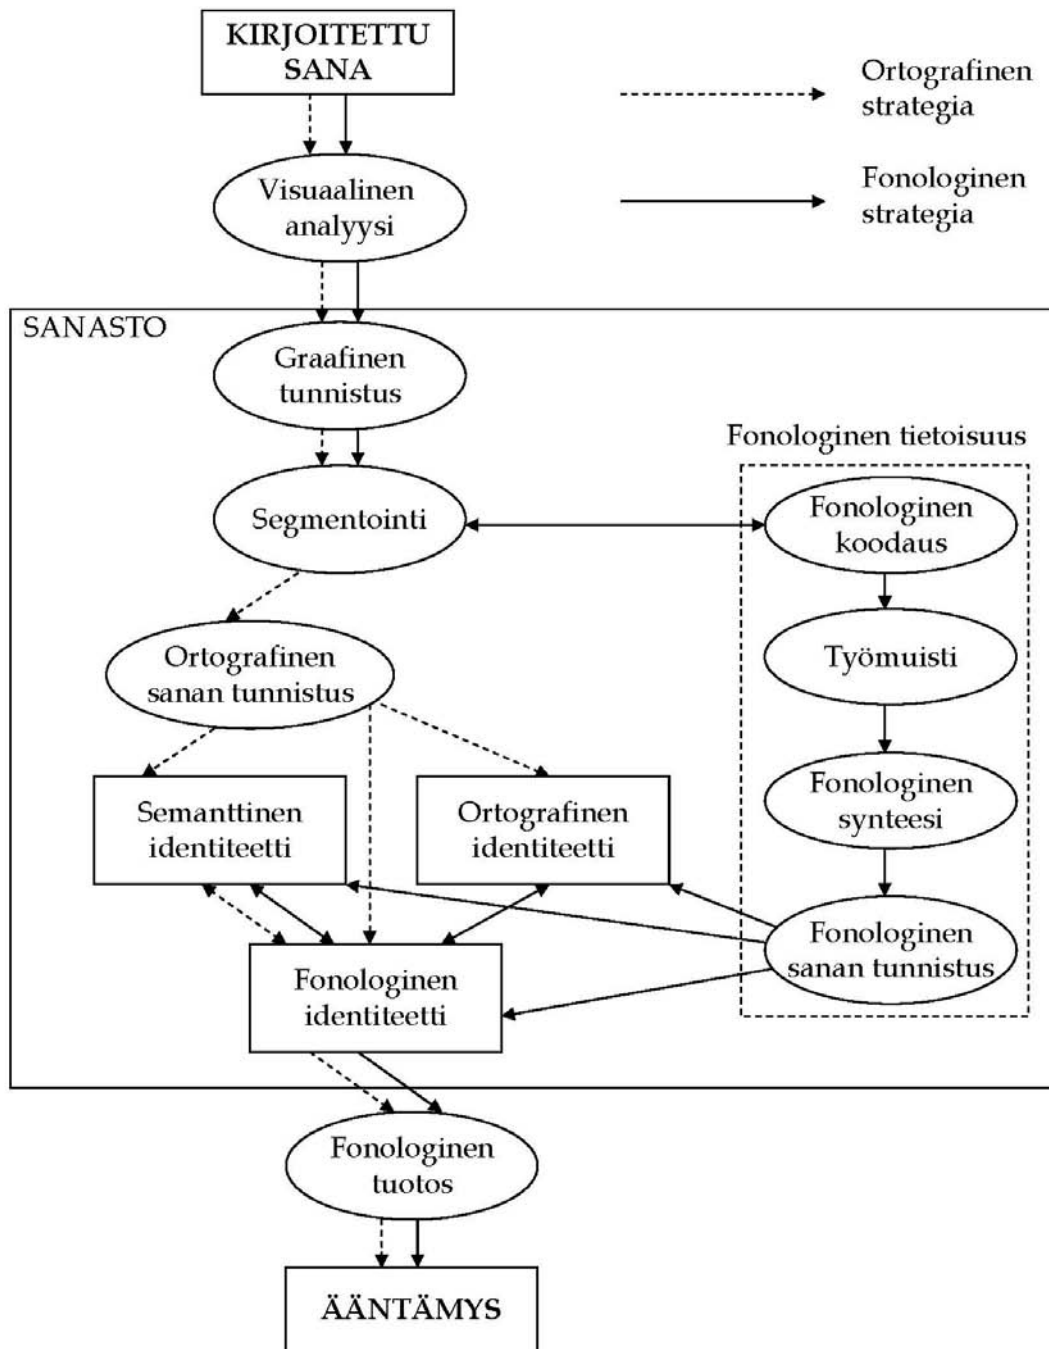 KIRJOITETTU
SANA
Ortografinen
strategia
Visuaalinen
analyysi
Fonologinen
strategia
SANASTO
Graafinen
tunnistus
Fonologinen tietoisuus
Segmentointi
Fonologinen
koodaus
Ortografinen
sanan tunnistus
Työmuisti
Semanttinen
identiteetti
Ortografinen
identiteetti
Fonologinen
synteesi
Fonologinen
identiteetti
Fonologinen
sanan tunnistus
Fonologinen
tuotos
ÄÄNTÄMYS